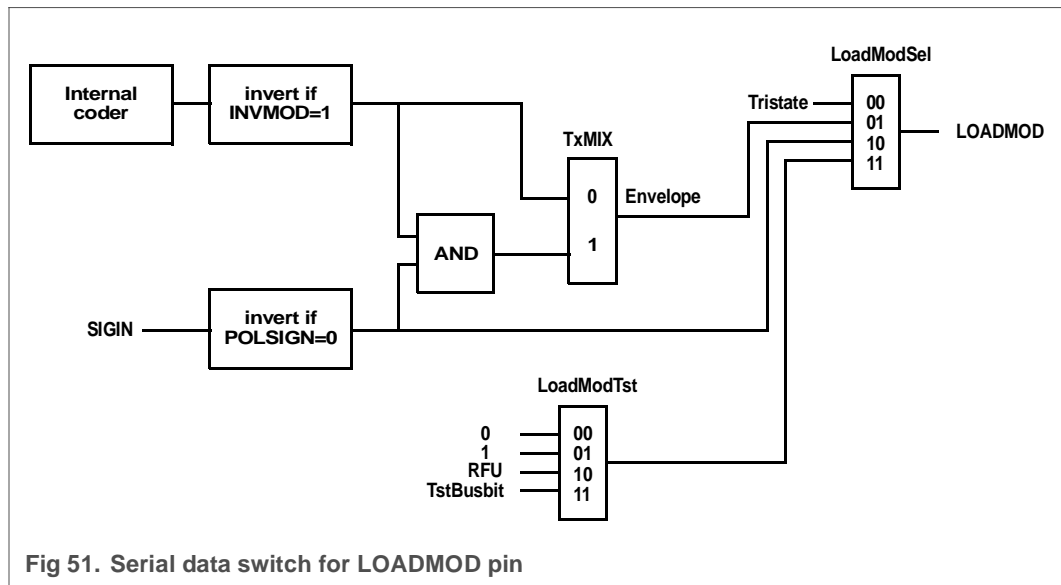 LoadModSel
Internal
coder
invert if
INVMOD=1
Tristate
00
01
10
11
LOADMOD
TxMIX
0
1
Envelope
AND
SIGIN
invert if
POLSIGN=0
LoadModTst
0
1
RFU
TstBusbit
00
01
10
11
Fig 51. Serial data switch for LOADMOD pin